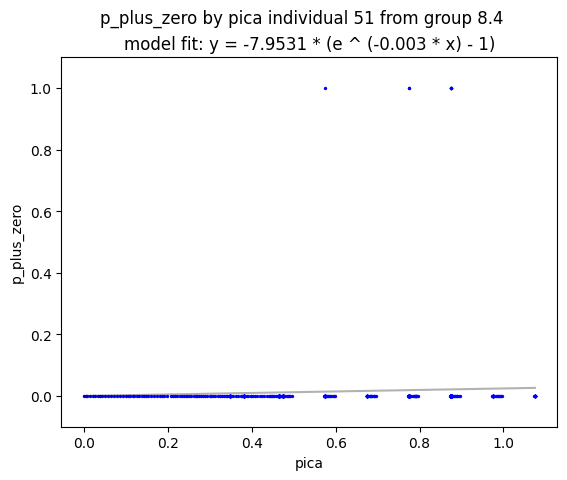 p_plus_zero by pica individual 51 from group 8.4
model fit: y = -7.9531 * (e ^ (-0.003 * x) - 1)
1.0
0.8
0.6
0.4
0.2
0.0
p_plus_zero
0.0 0.2 0.4 0.6 0.8 1.0
pica